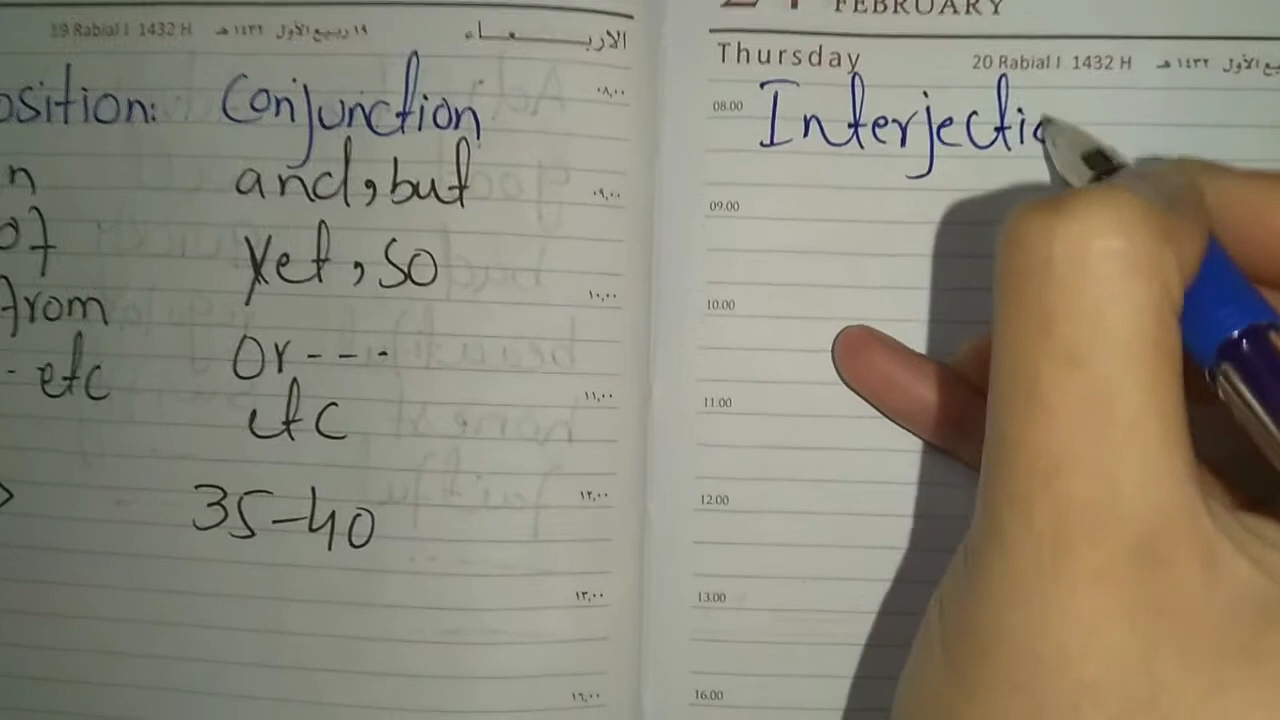 19 Rabial I 1432 H ١٩ ربيع الأول ١٤٣٢ هـ الاربـــعـــاء
osition: Conjunction
n and, but
of Yet, so
from Or----
- etc etc
> 35-40
٠٨,٠٠
٠٩,٠٠
١٠,٠٠
١١,٠٠
١٢,٠٠
١٣,٠٠
١٦,٠٠
FEBRUARY
Thursday 20 Rabial I 1432 H ع الأول ١٤٣٢ هـ
08.00 Interjectio
09.00
10.00
11.00
12.00
13.00
16.00